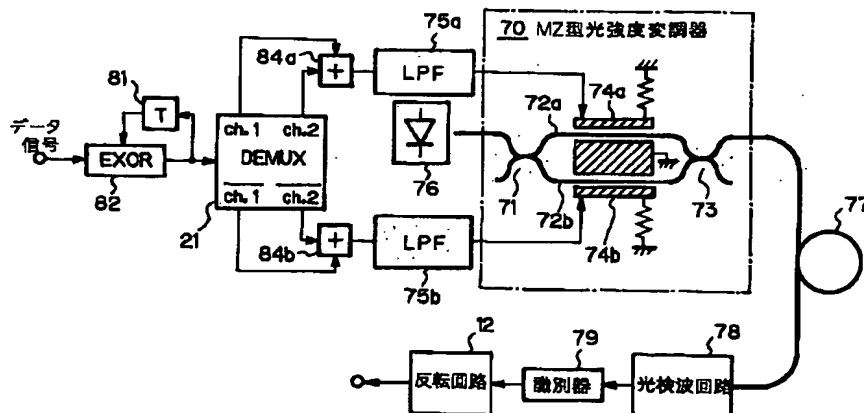 70 MZ型光強度変調器
75a
84a
+
LPF
81
T
データ
信号
EXOR
82
ch.1 ch.2
DEMUX
ch.1 ch.2
21
76
74a
72a
71
72b
73
74b
77
84b
+
LPF
75b
12
反転回路
79
識別器
78
光検波回路